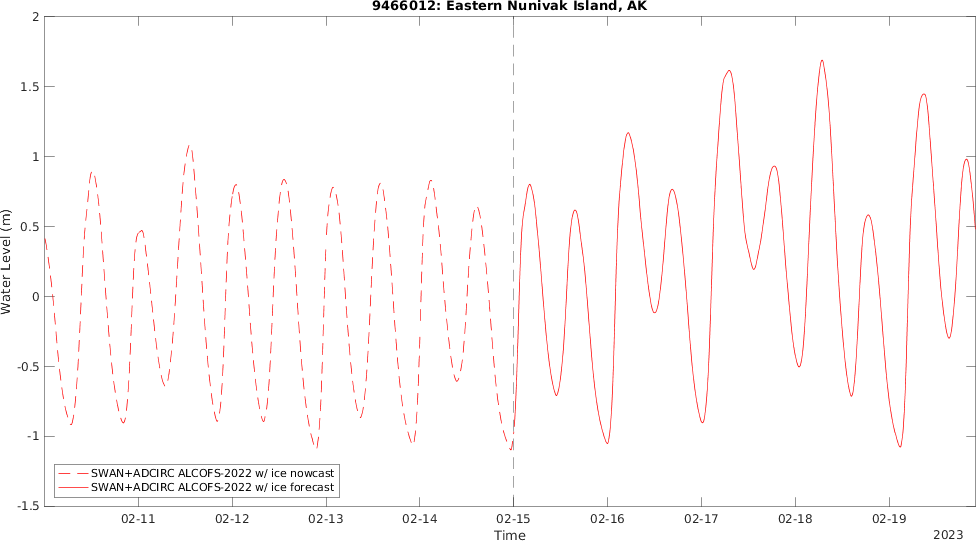 9466012: Eastern Nunivak Island, AK
2
1.5
1
0.5
0
-0.5
-1
-1.5
Water Level (m)
SWAN+ADCIRC ALCOFS-2022 w/ ice nowcast
SWAN+ADCIRC ALCOFS-2022 w/ ice forecast
02-11 02-12 02-13 02-14 02-15 02-16 02-17 02-18 02-19
Time
2023